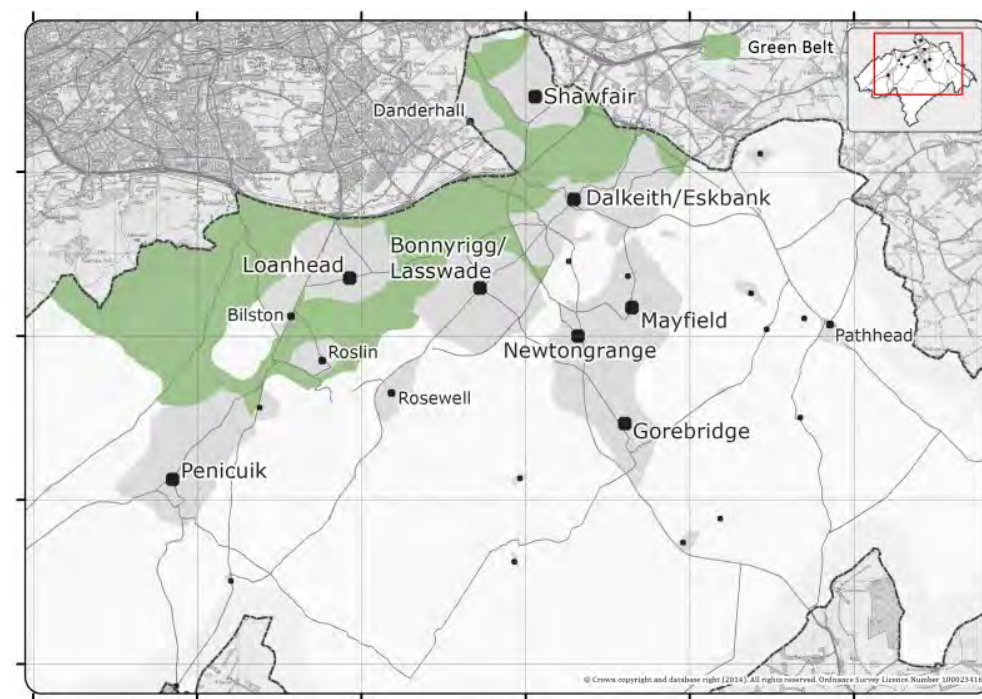 Green Belt
Shawfair
Danderhall
Dalkeith/Eskbank
Bonnyrigg/
Lasswade
Loanhead
Bilston
Mayfield
Pathhead
Newtongrange
Roslin
Rosewell
Gorebridge
Penicuik
© Crown copyright and database right (2014). All rights reserved. Ordnance Survey Licence Number 100023416